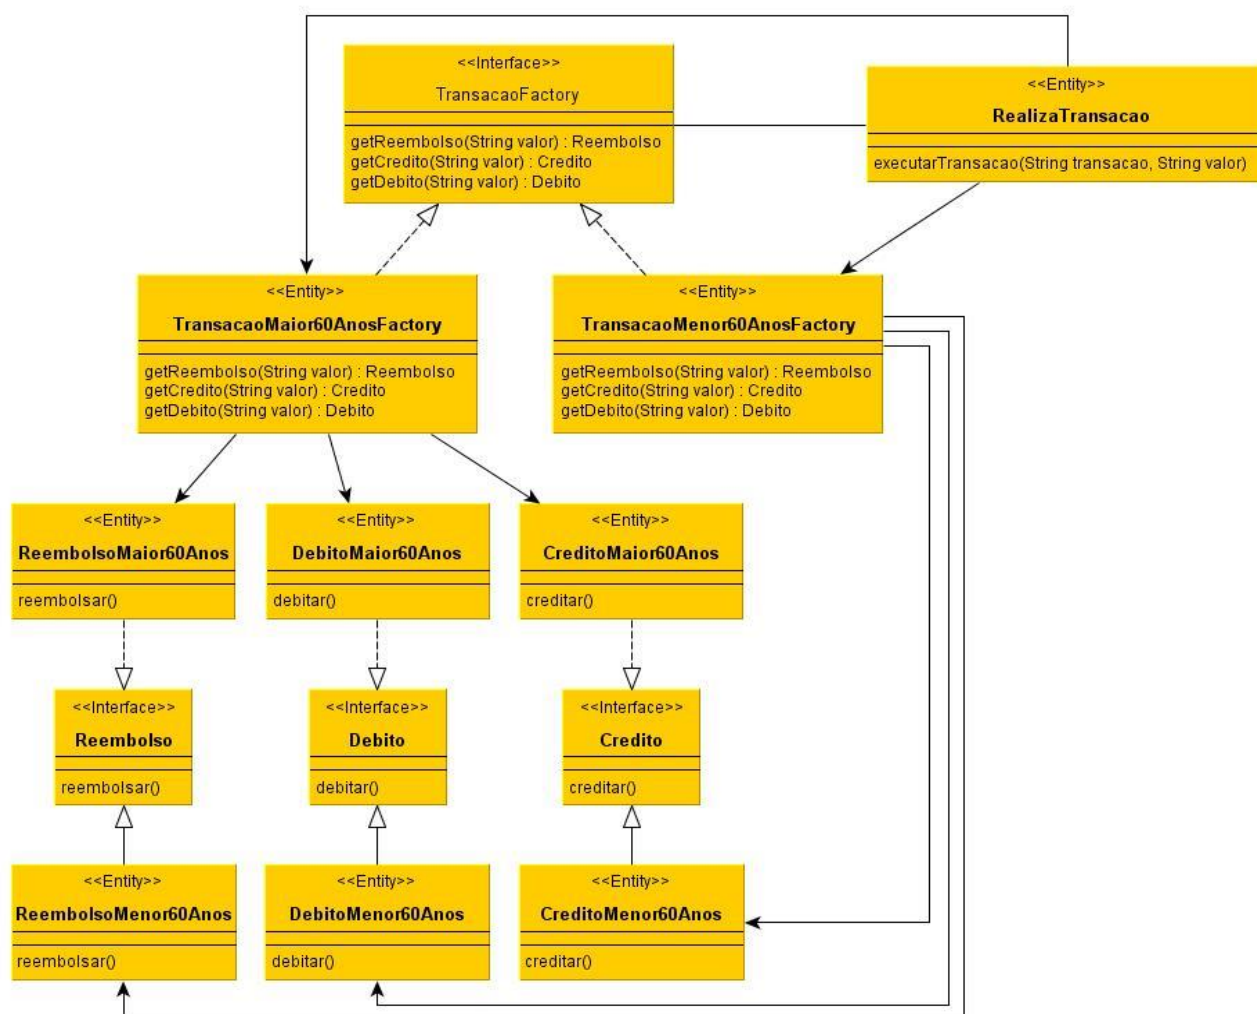 <<Interface>>
TransacaoFactory
getReembolso(String valor) : Reembolso
getCredito(String valor) : Credito
getDebito(String valor) : Debito
<<Entity>>
RealizaTransacao
executarTransacao(String transacao, String valor)
<<Entity>>
TransacaoMaior60AnosFactory
getReembolso(String valor) : Reembolso
getCredito(String valor) : Credito
getDebito(String valor) : Debito
<<Entity>>
TransacaoMenor60AnosFactory
getReembolso(String valor) : Reembolso
getCredito(String valor) : Credito
getDebito(String valor) : Debito
<<Entity>>
ReembolsoMaior60Anos
reembolsar()
<<Entity>>
DebitoMaior60Anos
debitar()
<<Entity>>
CreditoMaior60Anos
creditar()
<<Interface>>
Reembolso
reembolsar()
<<Interface>>
Debito
debitar()
<<Interface>>
Credito
creditar()
<<Entity>>
ReembolsoMenor60Anos
reembolsar()
<<Entity>>
DebitoMenor60Anos
debitar()
<<Entity>>
CreditoMenor60Anos
creditar()